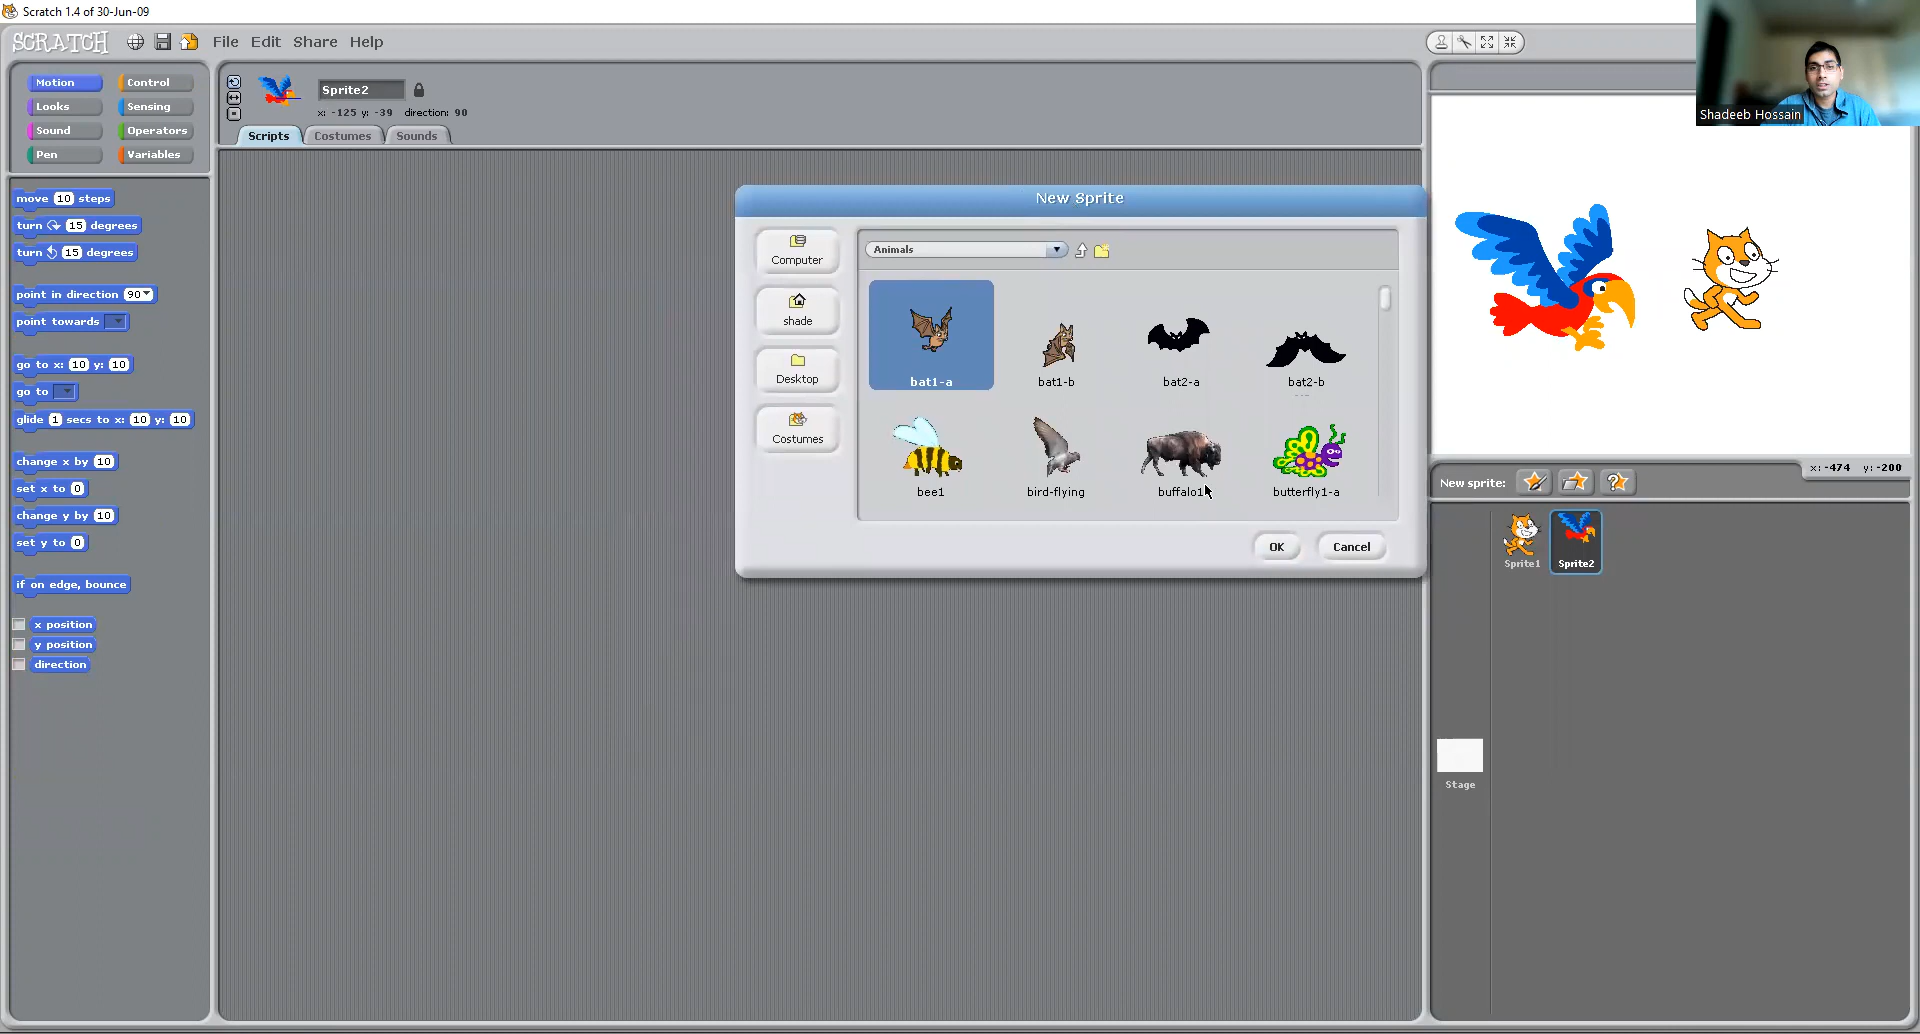 Scratch 1.4 of 30-Jun-09
SCRATCH File Edit Share Help
Shadeeb Hossain
Motion Control
Looks Sensing
Sound Operators
Pen Variables
Sprite2
x: -125 y: -39 direction: 90
Scripts Costumes Sounds
move 10 steps
turn 15 degrees
turn 15 degrees
point in direction 90
point towards
go to x: 10 y: 10
go to
glide 1 secs to x: 10 y: 10
change x by 10
set x to 0
change y by 10
set y to 0
if on edge, bounce
x position
y position
direction
New Sprite
Computer
shade
Desktop
Costumes
Animals
bat1-a bat1-b bat2-a bat2-b
bee1 bird-flying buffalo1 butterfly1-a
OK Cancel
x: -474 y: -200
New sprite:
Sprite1 Sprite2
Stage